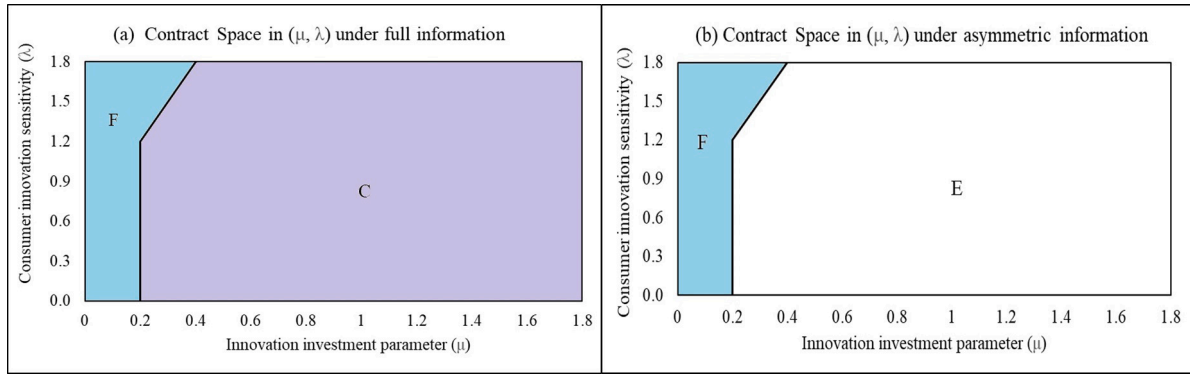 (a) Contract Space in (μ, λ) under full information
Consumer innovation sensitivity (λ)
1.8
1.5
1.2
0.9
0.6
0.3
0.0
F
C
0 0.2 0.4 0.6 0.8 1 1.2 1.4 1.6 1.8
Innovation investment parameter (μ)
(b) Contract Space in (μ, λ) under asymmetric information
Consumer innovation sensitivity (λ)
1.8
1.5
1.2
0.9
0.6
0.3
0.0
F
E
0 0.2 0.4 0.6 0.8 1 1.2 1.4 1.6 1.8
Innovation investment parameter (μ)